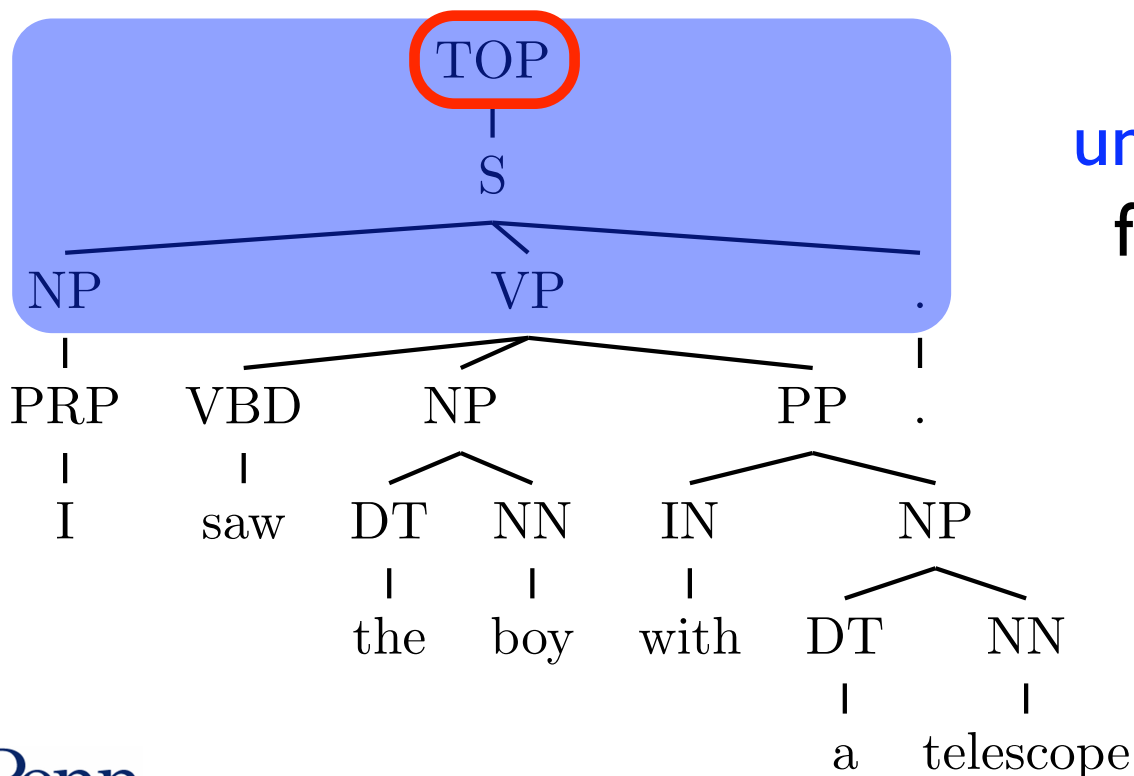 TOP
S
NP VP .
PRP VBD NP PP .
I saw DT NN IN NP
the boy with DT NN
a telescope